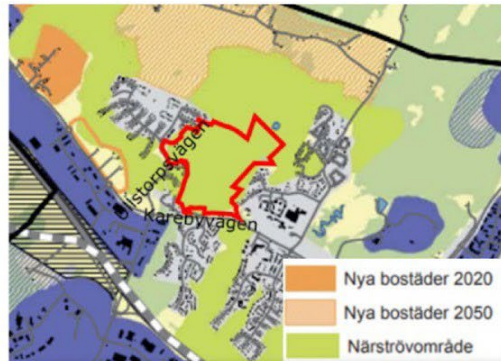 Istorpsvägen
Karebyvägen
Nya bostäder 2020
Nya bostäder 2050
Närströvområde